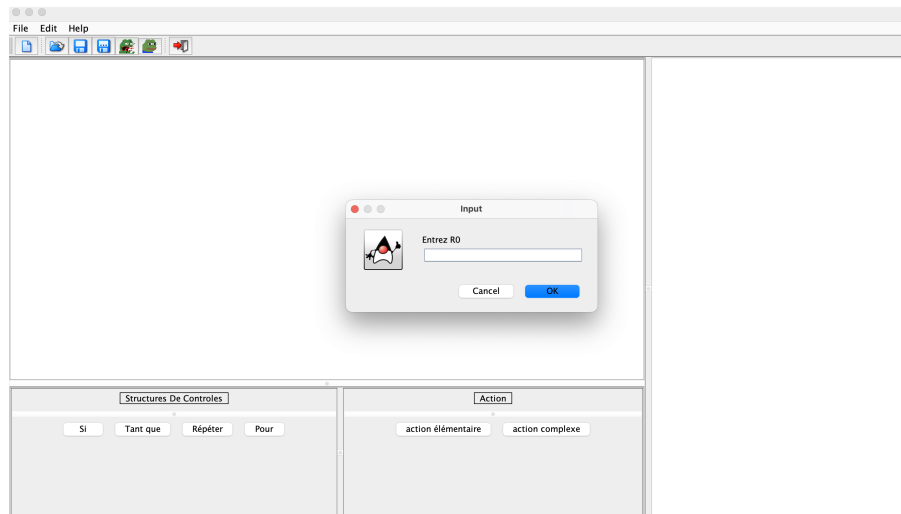 File Edit Help
Input
Entrez R0
Cancel OK
Structures De Controles
Si Tant que Répéter Pour
Action
action élémentaire action complexe